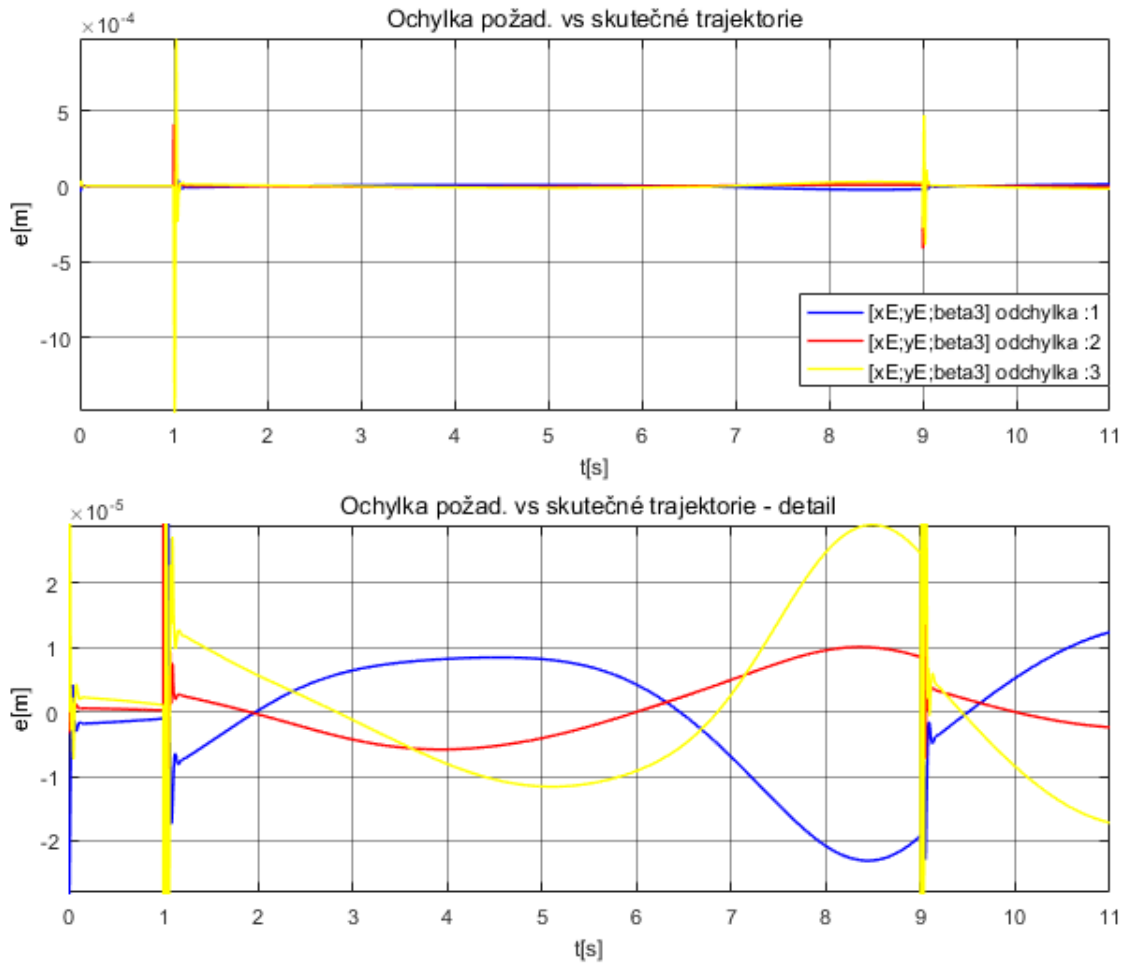 Ochylka požad. vs skutečné trajektorie
×10-4
5
0
-5
-10
e[m]
[xE;yE;beta3] odchylka :1
[xE;yE;beta3] odchylka :2
[xE;yE;beta3] odchylka :3
0 1 2 3 4 5 6 7 8 9 10 11
t[s]
Ochylka požad. vs skutečné trajektorie - detail
×10-5
2
1
0
-1
-2
e[m]
0 1 2 3 4 5 6 7 8 9 10 11
t[s]